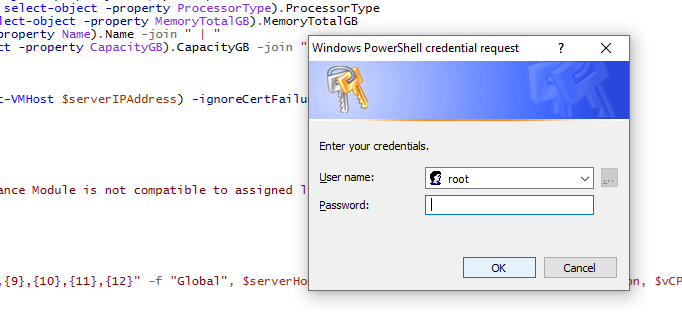 select-object -property ProcessorType).ProcessorType
elect-object -property MemoryTotalGB).MemoryTotalGB
property Name).Name -join " | "
ct -property CapacityGB).CapacityGB -join "
Windows PowerShell credential request ? ×
t-VMHost $serverIPAddress) -ignoreCertFailu
Enter your credentials.
User name: root ...
ance Module is not compatible to assigned l
Password:
OK Cancel
,{9},{10},{11},{12}" -f "Global", $serverHo on, $vCP